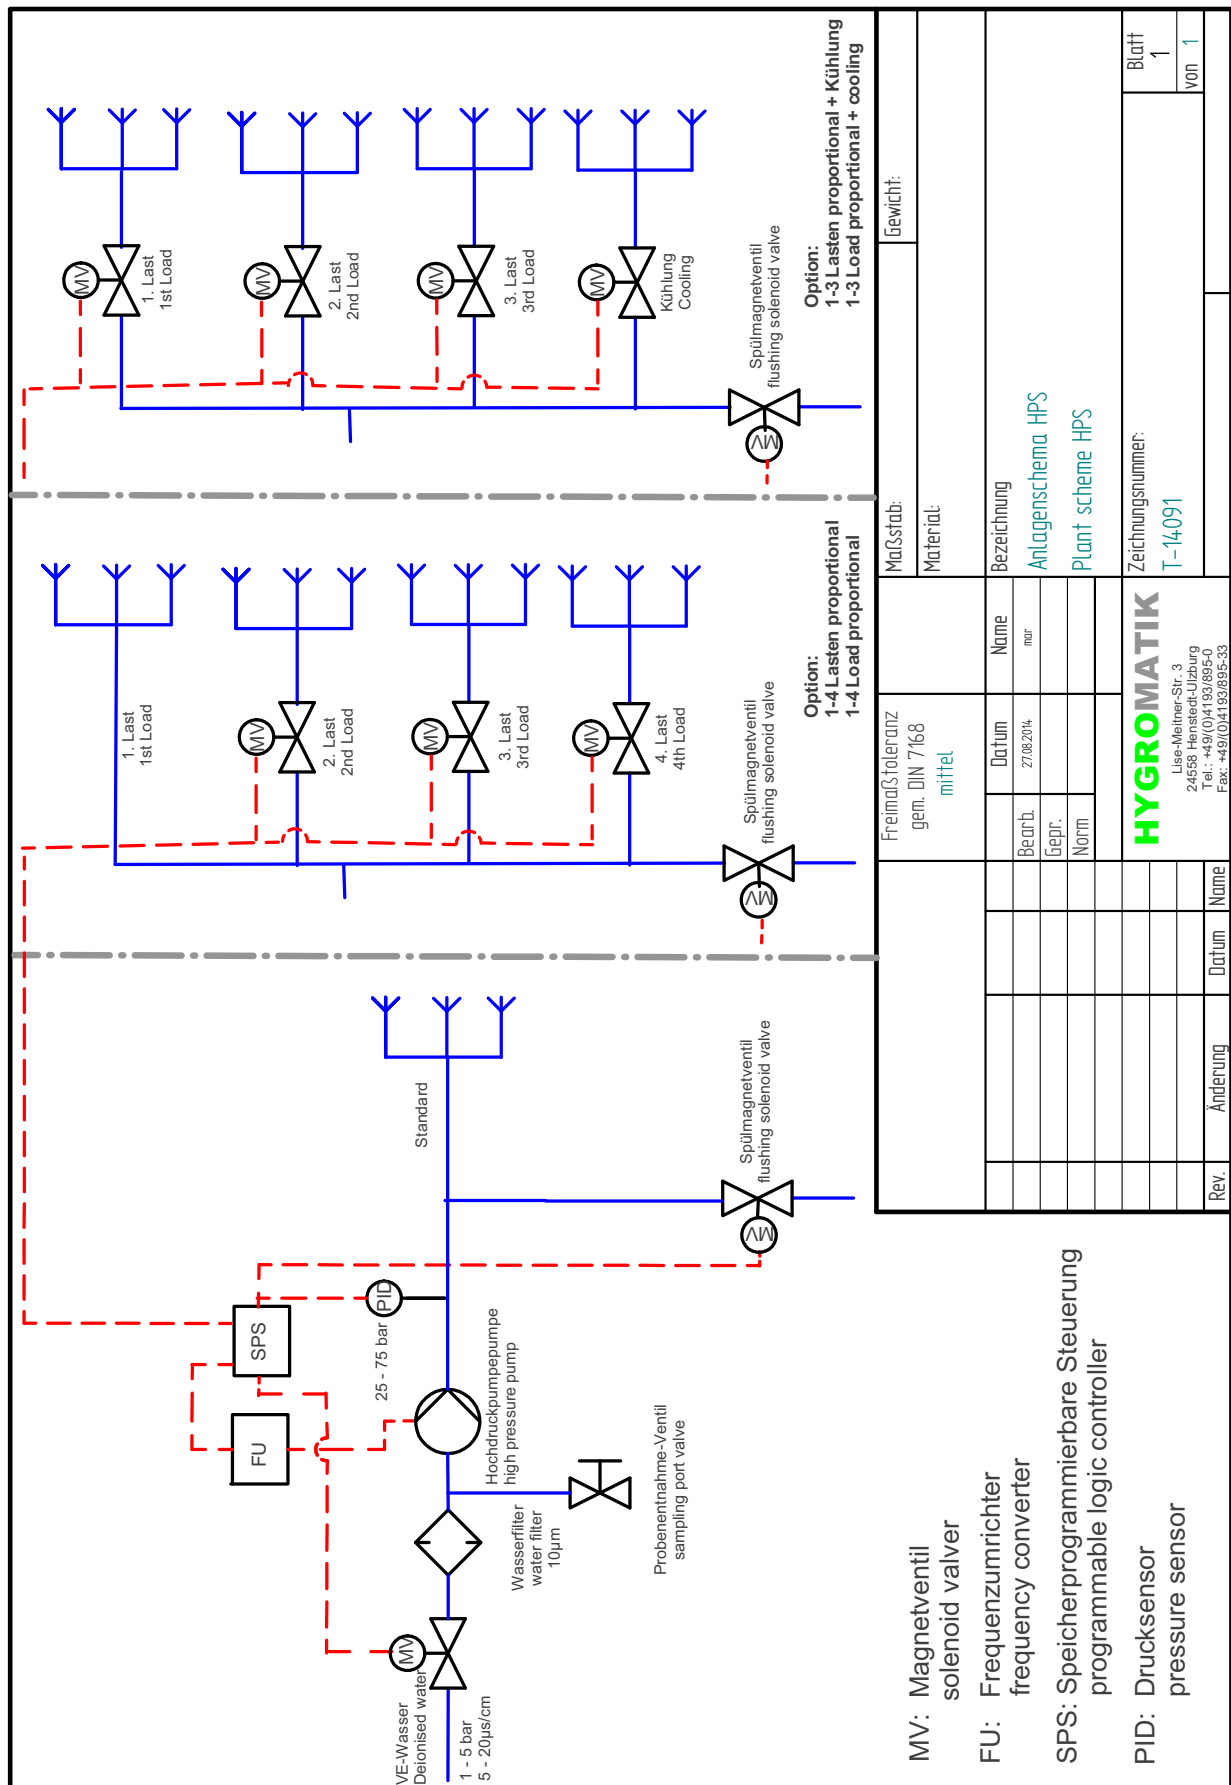 VE-Wasser
Deionised water
1 - 5 bar
5 - 20µs/cm
MV
Wasserfilter
water filter
10µm
Probenentnahme-Ventil
sampling port valve
Hochdruckpumpepumpe
high pressure pump
FU
SPS
25 - 75 bar
PID
Standard
MV
Spülmagnetventil
flushing solenoid valve
1. Last
1st Load
MV
2. Last
2nd Load
MV
3. Last
3rd Load
MV
4. Last
4th Load
MV
Spülmagnetventil
flushing solenoid valve
Option:
1-4 Lasten proportional
1-4 Load proportional
MV
1. Last
1st Load
MV
2. Last
2nd Load
MV
3. Last
3rd Load
MV
Kühlung
Cooling
MV
Spülmagnetventil
flushing solenoid valve
Option:
1-3 Lasten proportional + Kühlung
1-3 Load proportional + cooling
MV: Magnetventil
solenoid valver
FU: Frequenzumrichter
frequency converter
SPS: Speicherprogrammierbare Steuerung
programmable logic controller
PID: Drucksensor
pressure sensor
Freimaßtoleranz
gem. DIN 7168
mittel
Maßstab:
Gewicht:
Material:
Datum
Name
Bearb.
27.08.2014
mar
Gepr.
Norm
Bezeichnung
Anlagenschema HPS
Plant scheme HPS
HYGROMATIK
Lise-Meitner-Str. 3
24558 Henstedt-Ulzburg
Tel.: +49/(0)4193/895-0
Fax: +49/(0)4193/895-33
Zeichnungsnummer:
T-14091
Blatt
1
von 1
Rev.
Änderung
Datum
Name